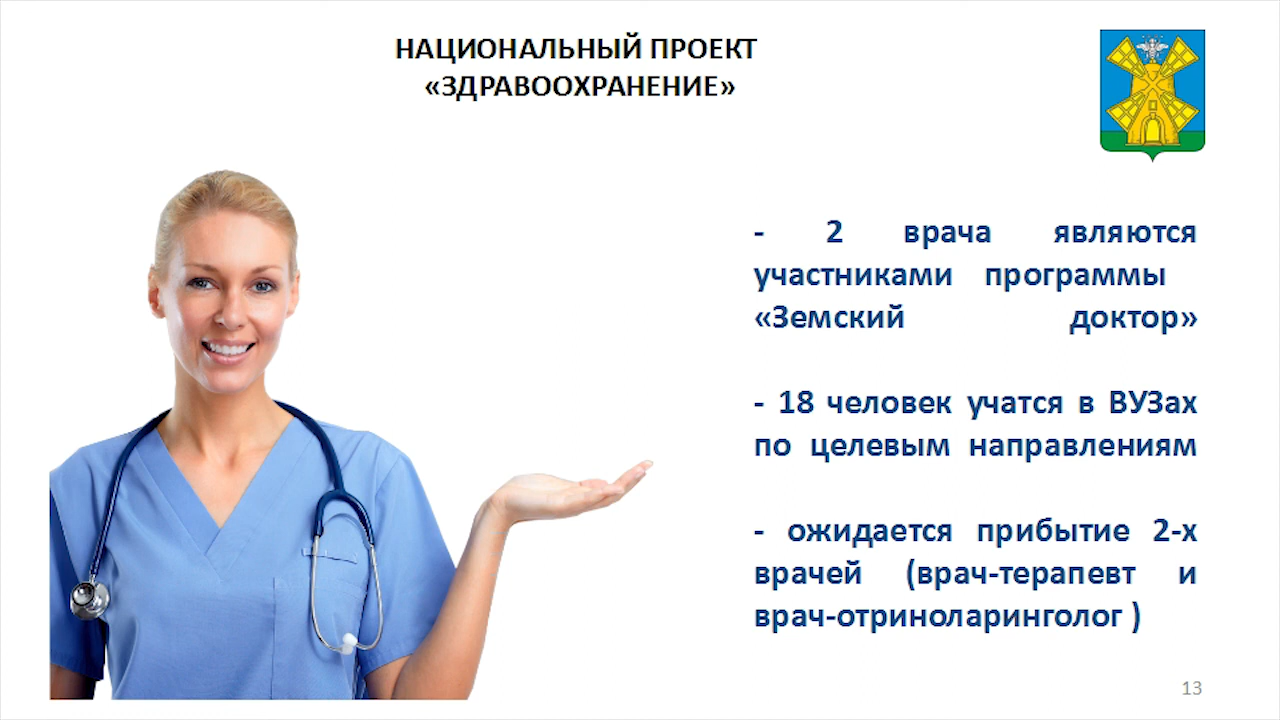 НАЦИОНАЛЬНЫЙ ПРОЕКТ
«ЗДРАВООХРАНЕНИЕ»
- 2 врача являются
участниками программы
«Земский доктор»
- 18 человек учатся в ВУЗах
по целевым направлениям
- ожидается прибытие 2-х
врачей (врач-терапевт и
врач-отриноларинголог )
13